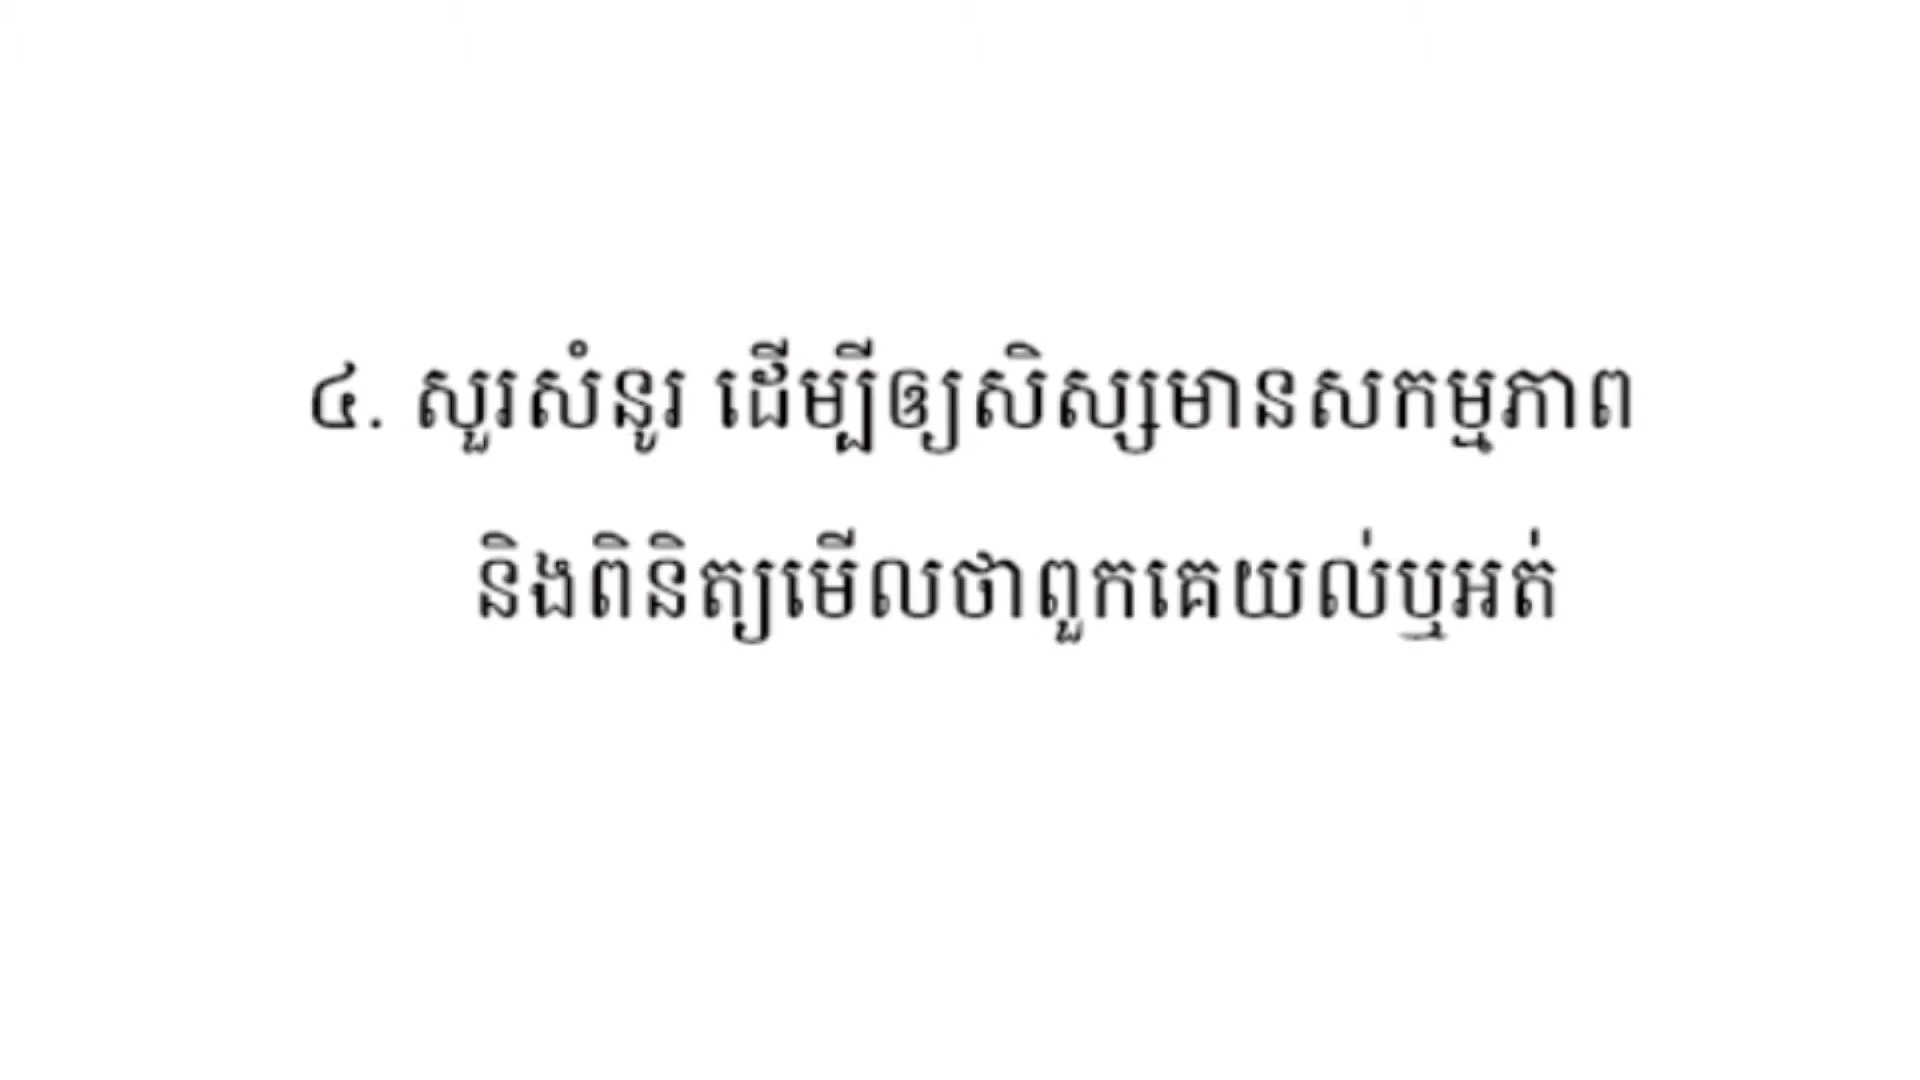 ៤. សួរសំនូរ ដើម្បីឲ្យសិស្សមានសកម្មភាព
និងពិនិត្យមើលថាពួកគេយល់ឬអត់